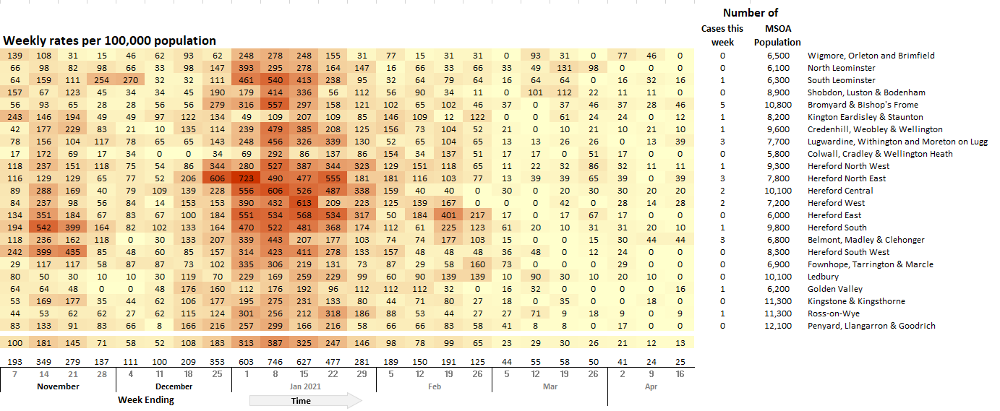 Number of
Cases this MSOA
Weekly rates per 100,000 population week Population
139 108 31 15 46 62 93 62 248 278 248 155 31 77 15 31 31 0 93 31 0 77 46 0 0 6,500 Wigmore, Orleton and Brimfield
66 98 82 98 66 33 98 147 393 295 278 164 147 16 66 33 66 33 49 131 98 0 0 0 0 6,100 North Leominster
64 159 111 254 270 32 32 111 461 540 413 238 95 32 64 79 64 16 64 64 0 16 32 16 1 6,300 South Leominster
157 67 123 45 34 34 45 190 179 414 336 56 112 56 90 34 11 0 101 112 22 11 11 0 0 8,900 Shobdon, Luston & Bodenham
56 93 65 28 28 56 56 279 316 557 297 158 121 102 65 102 46 37 0 37 46 37 28 46 5 10,800 Bromyard & Bishop's Frome
243 146 194 49 49 97 122 134 49 109 207 109 85 146 109 12 122 0 0 61 24 24 0 12 1 8,200 Kington Eardisley & Staunton
42 177 229 83 21 10 135 114 239 479 385 208 125 156 73 104 52 21 0 10 21 10 21 10 1 9,600 Credenhill, Weobley & Wellington
78 156 104 117 78 65 65 143 248 456 326 339 130 52 65 104 65 13 13 26 26 0 13 39 3 7,700 Lugwardine, Withington and Moreton on Lugg
17 172 69 17 34 0 0 34 69 292 86 137 86 154 34 137 51 17 17 0 51 17 0 0 0 5,800 Colwall, Cradley & Wellington Heath
118 237 151 118 75 54 86 344 280 527 387 344 323 129 151 118 65 11 22 32 86 32 11 11 1 9,300 Hereford North West
116 129 129 65 77 52 206 606 723 490 477 555 181 181 116 103 77 13 39 39 65 39 0 39 3 7,800 Hereford North East
89 288 169 40 79 109 139 228 556 606 526 487 338 159 40 40 0 30 0 20 30 30 20 20 2 10,100 Hereford Central
84 237 98 56 84 14 153 153 390 432 613 209 223 125 139 167 0 0 0 42 0 28 14 28 2 7,200 Hereford West
134 351 184 67 83 67 100 184 551 534 568 534 317 50 184 401 217 17 0 17 67 17 0 0 0 6,000 Hereford East
194 542 399 164 82 102 133 164 470 522 481 368 174 112 61 225 123 61 20 10 31 31 20 10 1 9,800 Hereford South
118 236 162 118 0 30 133 207 339 443 207 177 103 74 74 177 103 15 0 0 15 30 44 44 3 6,800 Belmont, Madley & Clehonger
242 399 435 85 48 60 85 157 314 423 411 278 133 157 48 48 48 36 48 0 12 24 0 0 0 8,300 Hereford South West
29 117 117 58 87 87 73 102 335 306 219 131 73 87 29 58 160 73 0 0 0 29 0 0 0 6,900 Fownhope, Tarrington & Marcle
80 50 30 10 10 30 119 70 229 169 259 229 99 60 90 139 139 10 90 30 10 20 10 0 0 10,100 Ledbury
64 64 48 0 0 48 176 160 112 176 192 96 112 112 112 32 0 16 32 0 0 0 0 16 1 6,200 Golden Valley
53 169 177 35 44 62 106 177 195 275 231 133 80 44 71 80 27 18 0 35 0 0 18 0 0 11,300 Kingstone & Kingsthorne
44 53 62 62 27 62 115 124 301 256 212 318 186 88 53 44 27 27 71 9 18 9 0 9 1 11,300 Ross-on-Wye
83 133 91 83 66 8 166 216 257 299 166 216 58 66 66 83 58 41 8 8 0 17 0 0 0 12,100 Penyard, Llangarron & Goodrich
100 181 145 71 58 52 108 183 313 387 325 247 146 98 78 99 65 23 29 30 26 21 12 13
193 349 279 137 111 100 209 353 603 746 627 477 281 189 150 191 125 44 55 58 50 41 24 25
7 14 21 28 4 11 18 25 1 8 15 22 29 5 12 19 26 5 12 19 26 2 9 16
November December Jan 2021 Feb Mar Apr
Week Ending Time